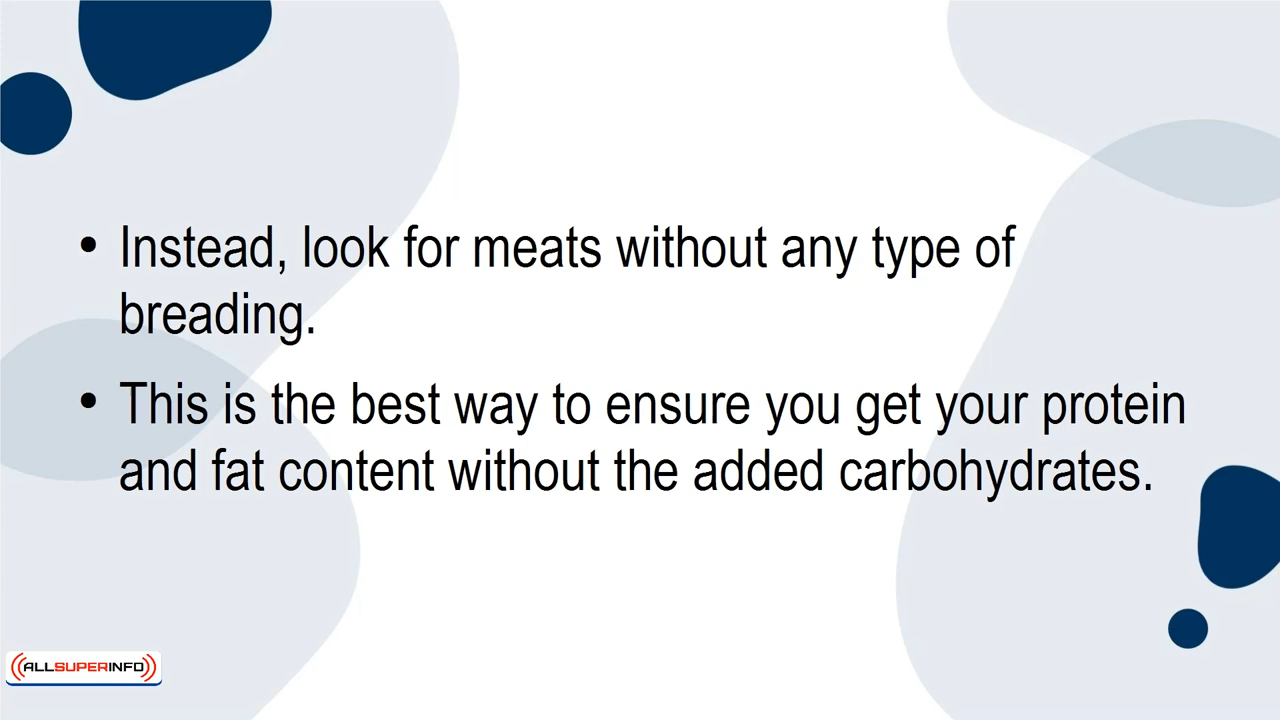 • Instead, look for meats without any type of
breading.
• This is the best way to ensure you get your protein
and fat content without the added carbohydrates.
ALLSUPERINFO